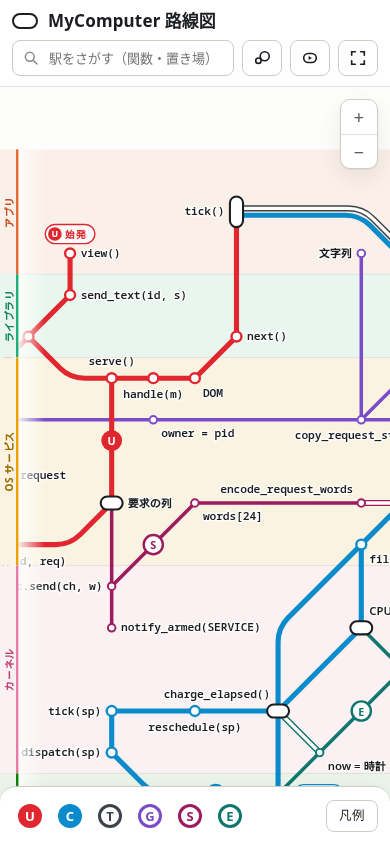 MyComputer 路線図
駅をさがす（関数・置き場）
+
−
アプリ
tick()
U 始発
view()
文字列
ライブラリ
send_text(id, s)
next()
serve()
handle(m)
DOM
OS サービス
owner = pid
copy_request_st
U
request
encode_request_words
要求の列
words[24]
S
, req)
fil
.send(ch, w)
CPU
notify_armed(SERVICE)
カーネル
charge_elapsed()
tick(sp)
E
reschedule(sp)
dispatch(sp)
now = 時計
U
C
T
G
S
E
凡例